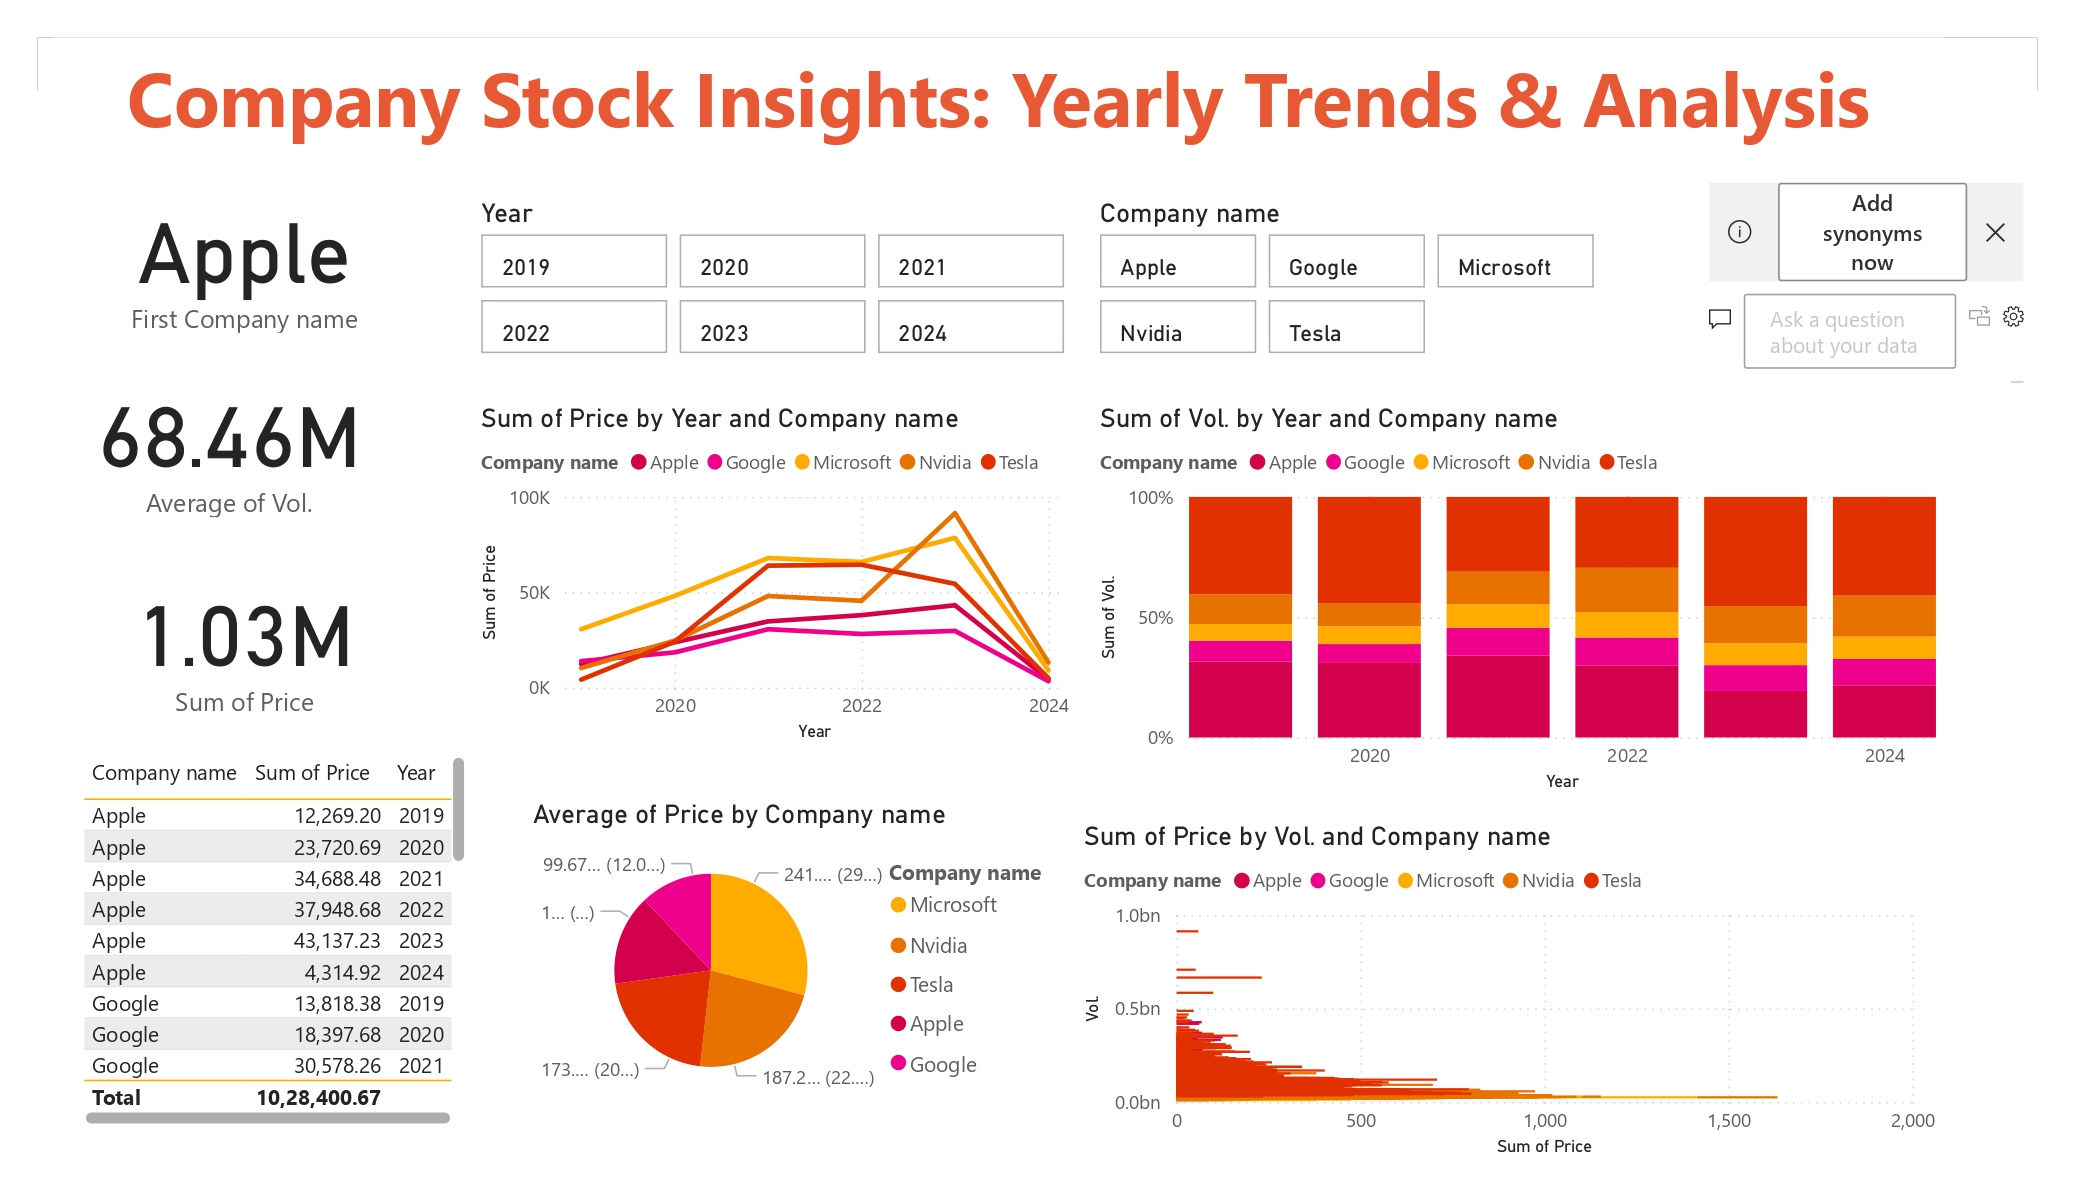 Company Stock Insights: Yearly Trends & Analysis
Apple
First Company name
68.46M
Average of Vol.
1.03M
Sum of Price
Year
2019 2020 2021
2022 2023 2024
Company name
Apple Google Microsoft
Nvidia Tesla
Add
synonyms
now
Ask a question
about your data
Sum of Price by Year and Company name
Company name Apple Google Microsoft Nvidia Tesla
100K
50K
0K
Sum of Price
2020 2022 2024
Year
Sum of Vol. by Year and Company name
Company name Apple Google Microsoft Nvidia Tesla
100%
50%
0%
Sum of Vol.
2020 2022 2024
Year
Company name Sum of Price Year
Apple 12,269.20 2019
Apple 23,720.69 2020
Apple 34,688.48 2021
Apple 37,948.68 2022
Apple 43,137.23 2023
Apple 4,314.92 2024
Google 13,818.38 2019
Google 18,397.68 2020
Google 30,578.26 2021
Total 10,28,400.67
Average of Price by Company name
99.67... (12.0...)
241.... (29...)
1... (...)
173.... (20...)
187.2... (22....)
Company name
Microsoft
Nvidia
Tesla
Apple
Google
Sum of Price by Vol. and Company name
Company name Apple Google Microsoft Nvidia Tesla
1.0bn
0.5bn
0.0bn
Vol.
0 500 1,000 1,500 2,000
Sum of Price